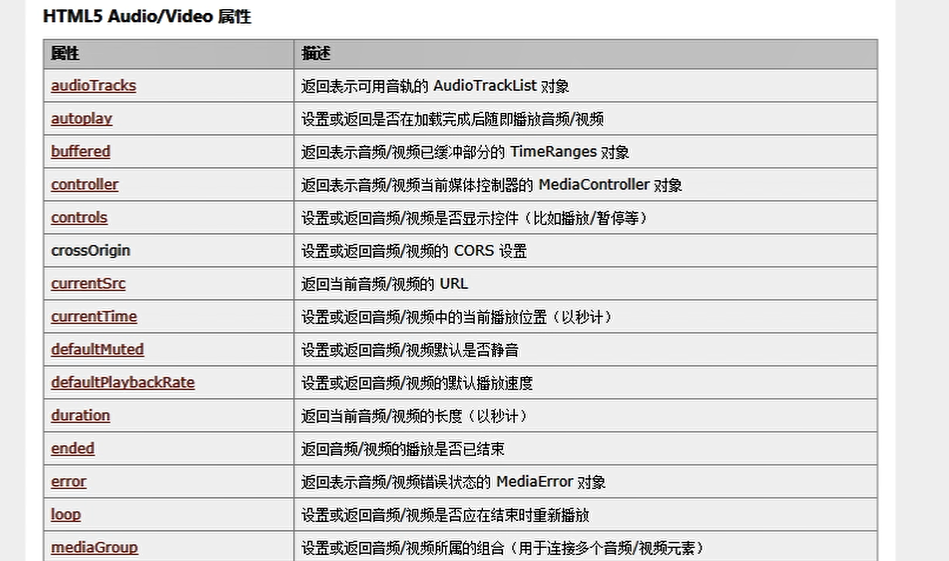 HTML5 Audio/Video 属性
属性 描述
audioTracks 返回表示可用音轨的 AudioTrackList 对象
autoplay 设置或返回是否在加载完成后随即播放音频/视频
buffered 返回表示音频/视频已缓冲部分的 TimeRanges 对象
controller 返回表示音频/视频当前媒体控制器的 MediaController 对象
controls 设置或返回音频/视频是否显示控件（比如播放/暂停等）
crossOrigin 设置或返回音频/视频的 CORS 设置
currentSrc 返回当前音频/视频的 URL
currentTime 设置或返回音频/视频中的当前播放位置（以秒计）
defaultMuted 设置或返回音频/视频默认是否静音
defaultPlaybackRate 设置或返回音频/视频的默认播放速度
duration 返回当前音频/视频的长度（以秒计）
ended 返回音频/视频的播放是否已结束
error 返回表示音频/视频错误状态的 MediaError 对象
loop 设置或返回音频/视频是否应在结束时重新播放
mediaGroup 设置或返回音频/视频所属的组合（用于连接多个音频/视频元素）